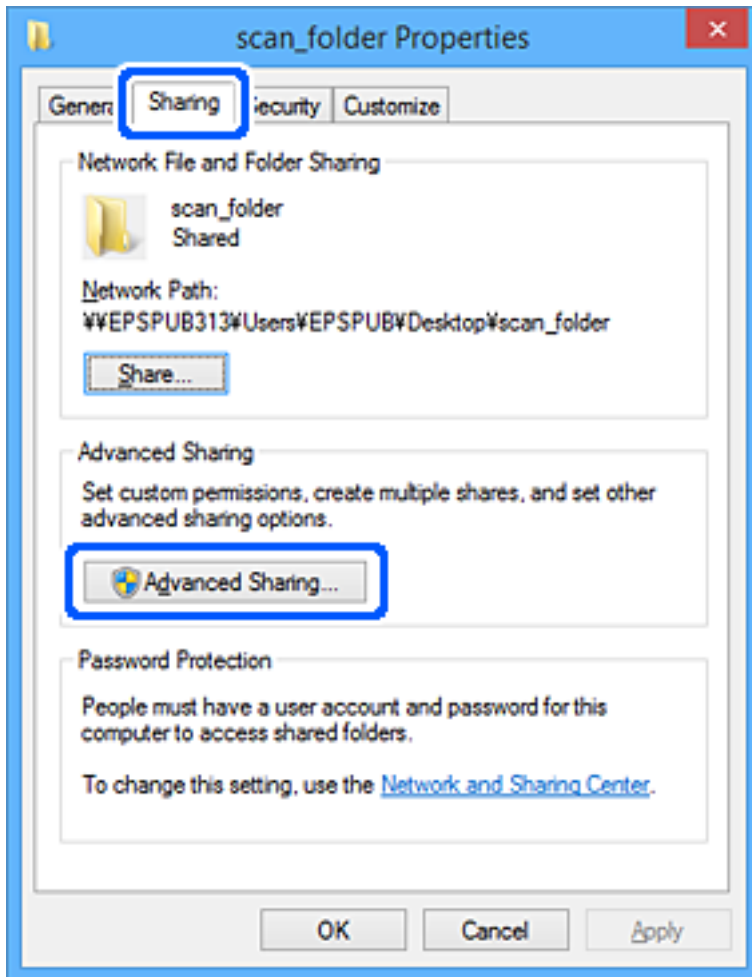 scan_folder Properties
Sharing
Customize
Network File and Folder Sharing
scan_folder
Shared
Network Path:
¥¥EPSPUB313¥Users¥EPSPUB¥Desktop¥scan_folder
Share...
Advanced Sharing
Set custom permissions, create multiple shares, and set other
advanced sharing options.
Advanced Sharing...
Password Protection
People must have a user account and password for this
computer to access shared folders.
To change this setting, use the Network and Sharing Center.
OK Cancel Apply